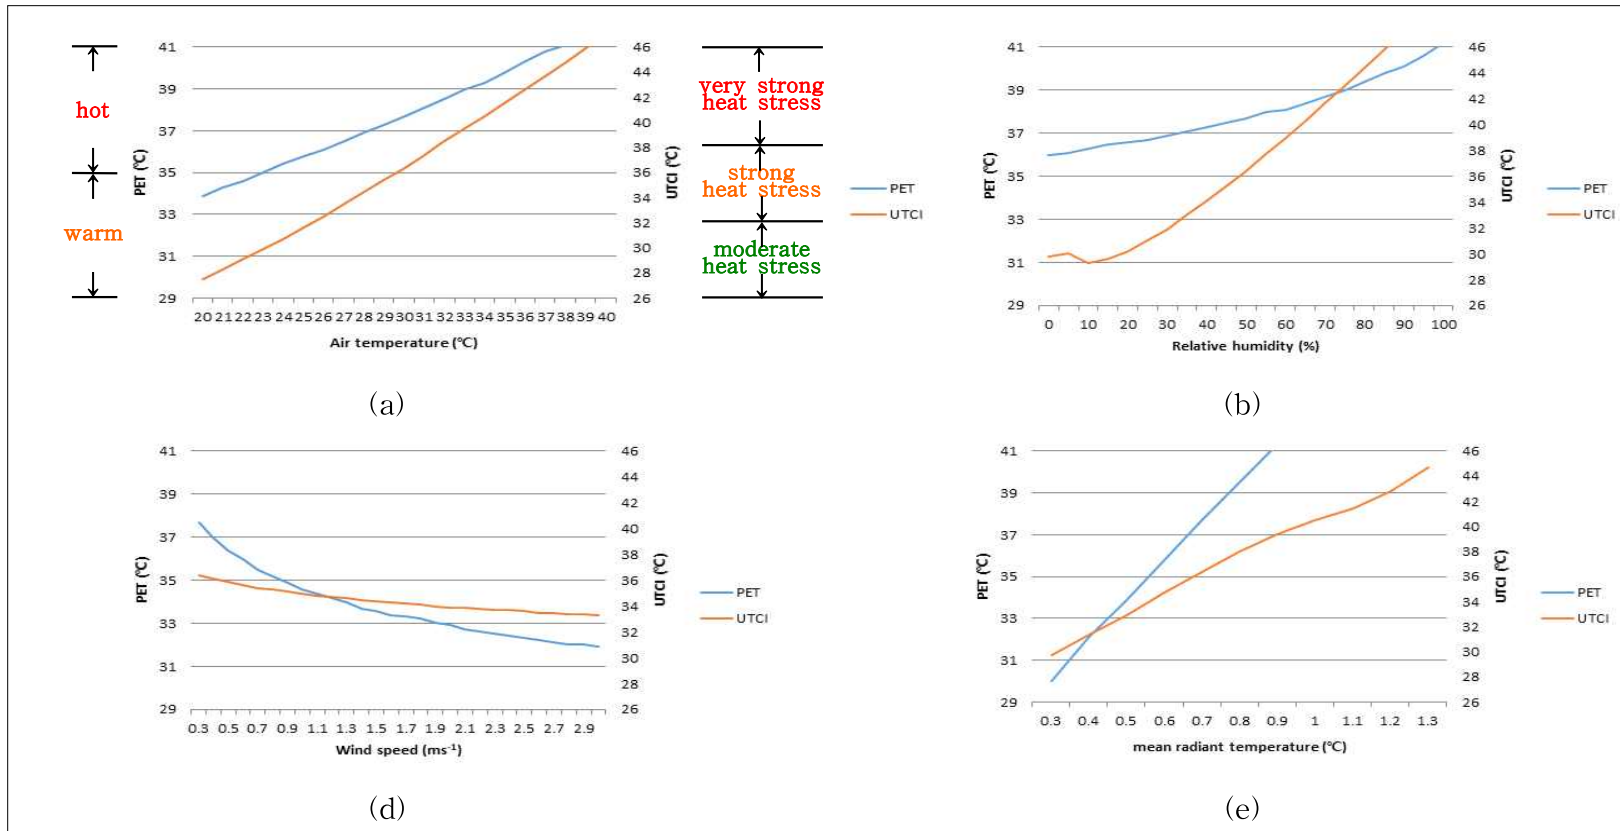 hot
warm
PET (℃)
41
39
37
35
33
31
29
46
44
42
40
38
36
34
32
30
28
26
UTCI (℃)
20 21 22 23 24 25 26 27 28 29 30 31 32 33 34 35 36 37 38 39 40
Air temperature (℃)
very strong
heat stress
strong
heat stress
moderate
heat stress
PET
UTCI
(a)
PET (℃)
41
39
37
35
33
31
29
46
44
42
40
38
36
34
32
30
28
26
UTCI (℃)
0 10 20 30 40 50 60 70 80 90 100
Relative humidity (%)
PET
UTCI
(b)
PET (℃)
41
39
37
35
33
31
29
46
44
42
40
38
36
34
32
30
28
26
UTCI (℃)
0.3 0.5 0.7 0.9 1.1 1.3 1.5 1.7 1.9 2.1 2.3 2.5 2.7 2.9
Wind speed (ms⁻¹)
PET
UTCI
(d)
PET (℃)
41
39
37
35
33
31
29
46
44
42
40
38
36
34
32
30
28
26
UTCI (℃)
0.3 0.4 0.5 0.6 0.7 0.8 0.9 1 1.1 1.2 1.3
mean radiant temperature (℃)
PET
UTCI
(e)